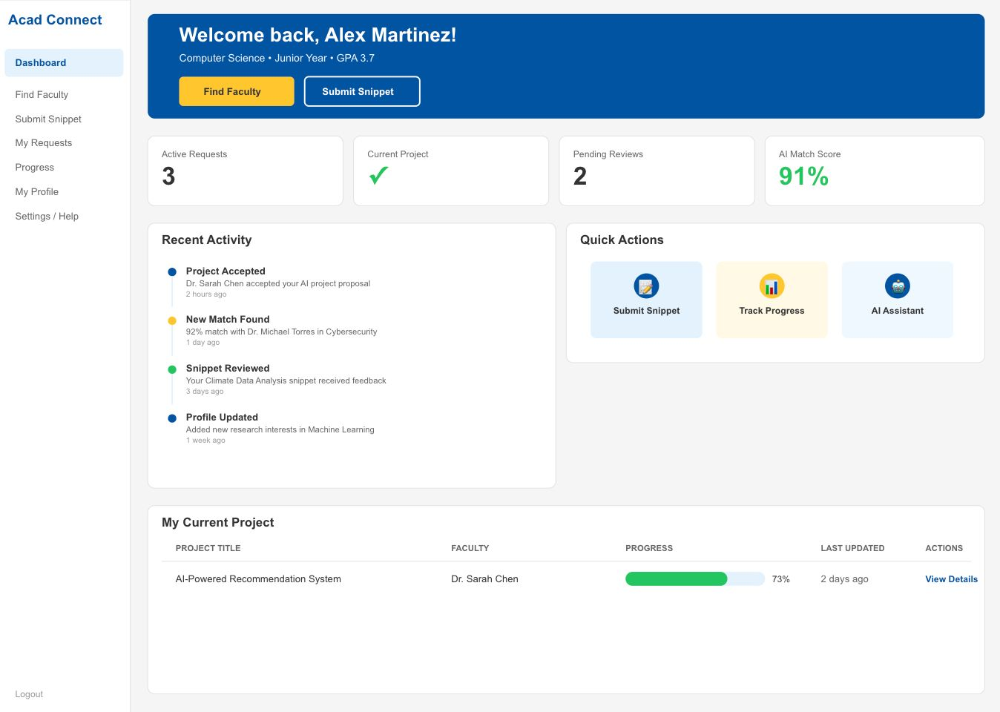 Acad Connect
Dashboard
Find Faculty
Submit Snippet
My Requests
Progress
My Profile
Settings / Help
Logout
Welcome back, Alex Martinez!
Computer Science • Junior Year • GPA 3.7
Find Faculty
Submit Snippet
Active Requests
3
Current Project
✓
Pending Reviews
2
AI Match Score
91%
Recent Activity
Project Accepted
Dr. Sarah Chen accepted your AI project proposal
2 hours ago
New Match Found
92% match with Dr. Michael Torres in Cybersecurity
1 day ago
Snippet Reviewed
Your Climate Data Analysis snippet received feedback
3 days ago
Profile Updated
Added new research interests in Machine Learning
1 week ago
Quick Actions
Submit Snippet
Track Progress
AI Assistant
My Current Project
PROJECT TITLE FACULTY PROGRESS LAST UPDATED ACTIONS
AI-Powered Recommendation System Dr. Sarah Chen 73% 2 days ago View Details